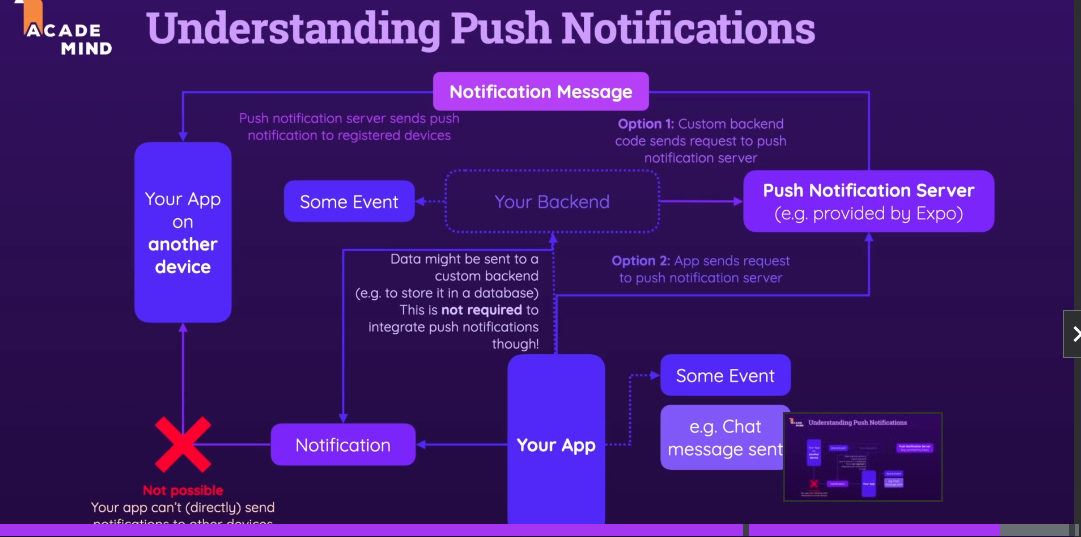 ACADE
MIND
Understanding Push Notifications
Notification Message
Push notification server sends push
notification to registered devices
Option 1: Custom backend
code sends request to push
notification server
Your App
on
another
device
Some Event
Your Backend
Push Notification Server
(e.g. provided by Expo)
Data might be sent to a
custom backend
(e.g. to store it in a database)
This is not required to
integrate push notifications
though!
Option 2: App sends request
to push notification server
Some Event
e.g. Chat
message sent
Notification
Your App
Not possible
Your app can't (directly) send
notifications to other devices
Understanding Push Notifications